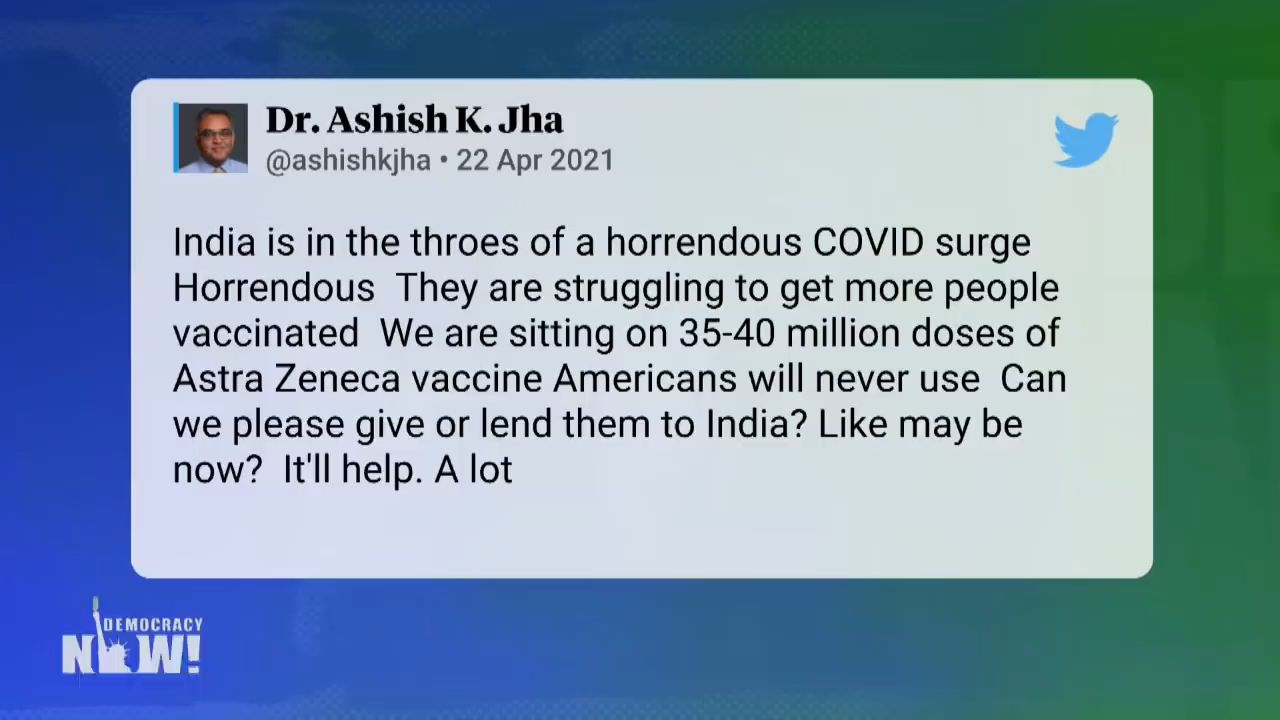 Dr. Ashish K. Jha
@ashishkjha • 22 Apr 2021
India is in the throes of a horrendous COVID surge
Horrendous  They are struggling to get more people
vaccinated  We are sitting on 35-40 million doses of
Astra Zeneca vaccine Americans will never use  Can
we please give or lend them to India? Like may be
now?  It'll help. A lot
DEMOCRACY
NOW!